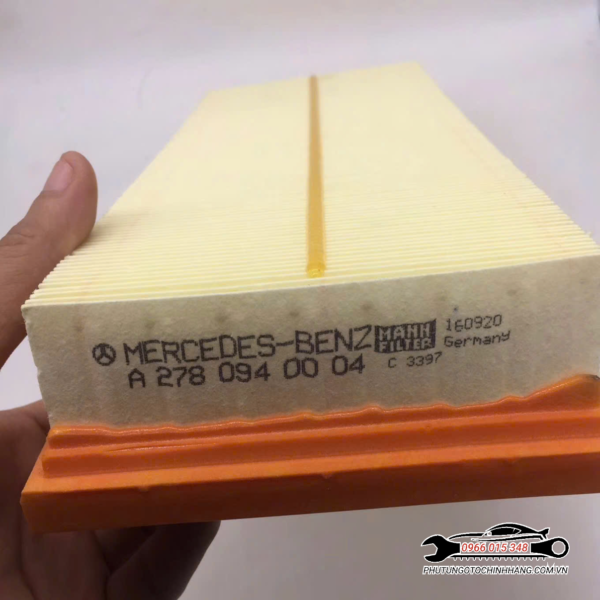 MERCEDES-BENZ
A 278 094 00 04
MANN
FILTER
C 3397
160920
Germany
0966 015 348
PHUTUNGOTOCHINHHANG.COM.VN